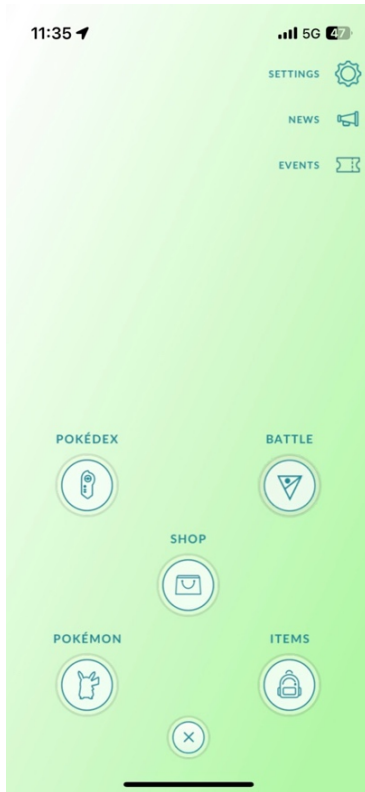 11:35 5G 47
SETTINGS
NEWS
EVENTS
POKÉDEX BATTLE
SHOP
POKÉMON ITEMS